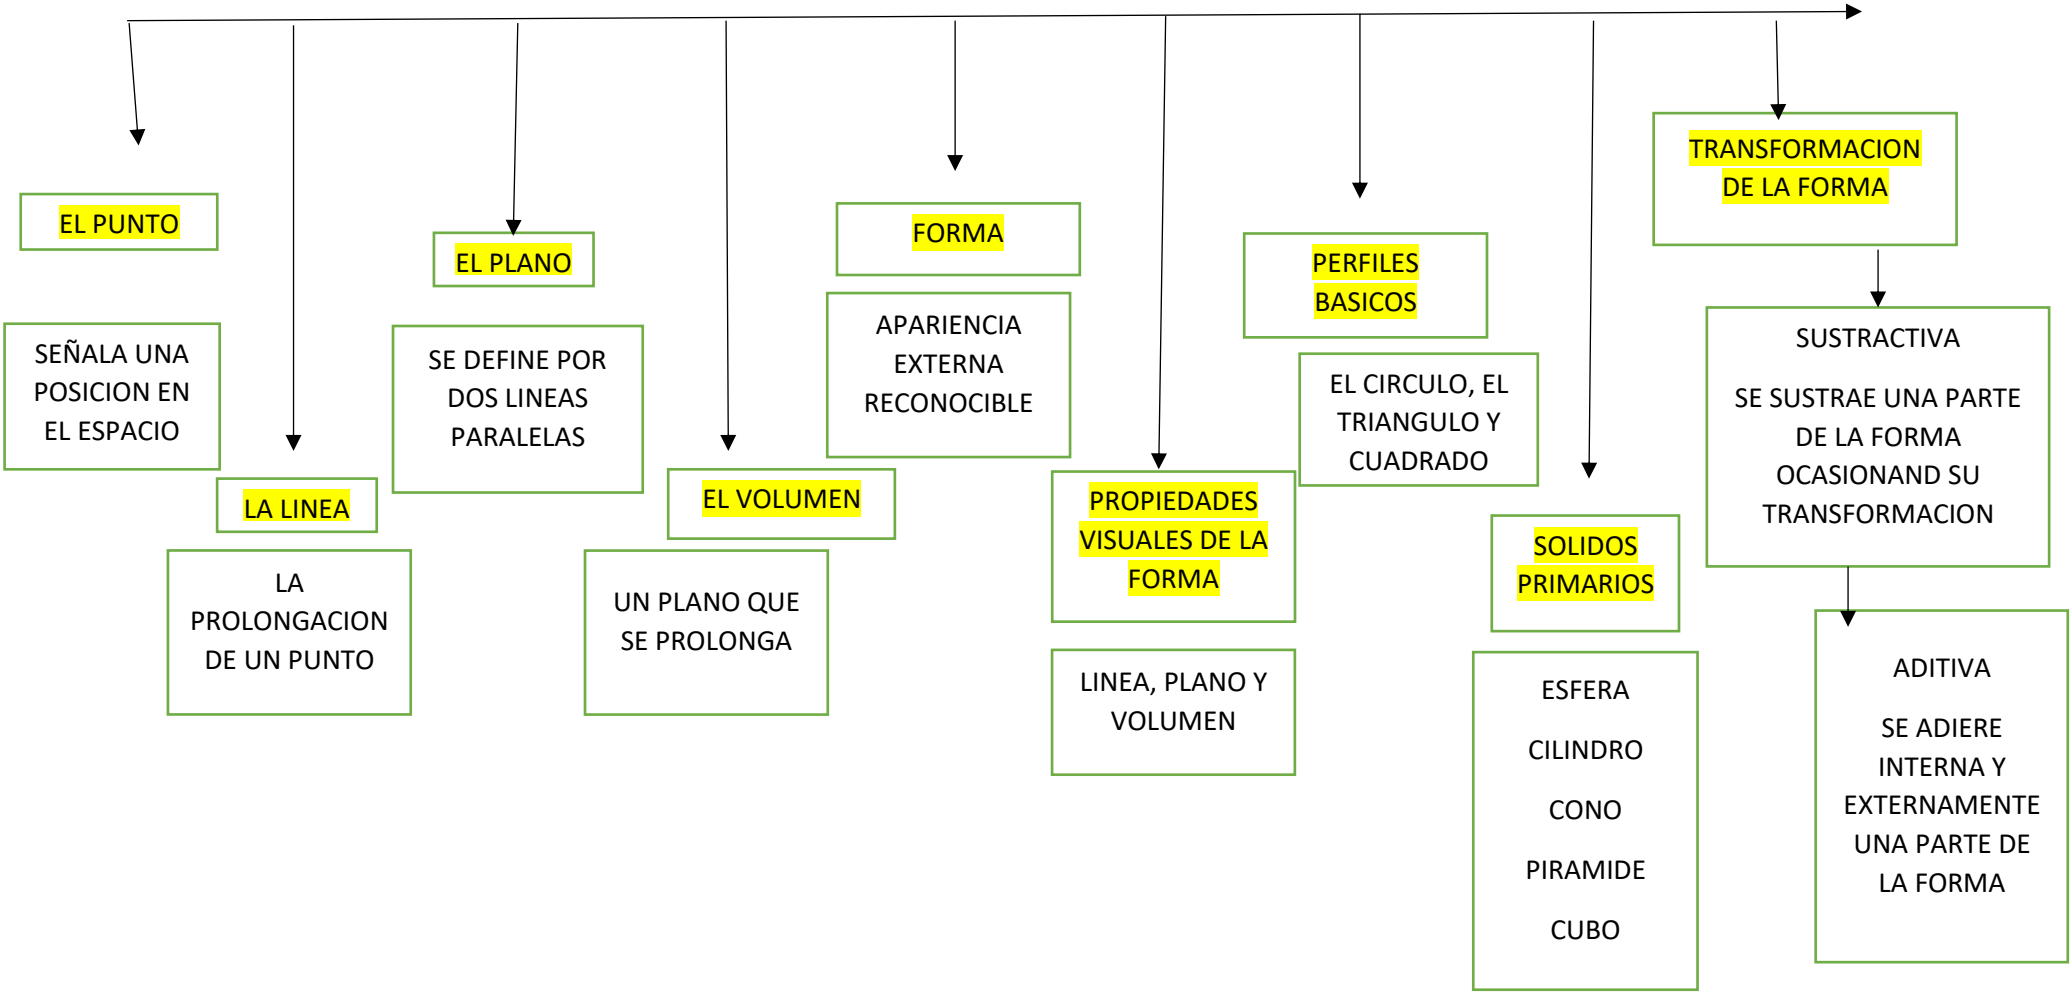 EL PUNTO
SEÑALA UNA
POSICION EN
EL ESPACIO
LA LINEA
LA
PROLONGACION
DE UN PUNTO
EL PLANO
SE DEFINE POR
DOS LINEAS
PARALELAS
EL VOLUMEN
UN PLANO QUE
SE PROLONGA
FORMA
APARIENCIA
EXTERNA
RECONOCIBLE
PROPIEDADES
VISUALES DE LA
FORMA
LINEA, PLANO Y
VOLUMEN
PERFILES
BASICOS
EL CIRCULO, EL
TRIANGULO Y
CUADRADO
SOLIDOS
PRIMARIOS
ESFERA
CILINDRO
CONO
PIRAMIDE
CUBO
TRANSFORMACION
DE LA FORMA
SUSTRACTIVA
SE SUSTRAE UNA PARTE
DE LA FORMA
OCASIONAND SU
TRANSFORMACION
ADITIVA
SE ADIERE
INTERNA Y
EXTERNAMENTE
UNA PARTE DE
LA FORMA